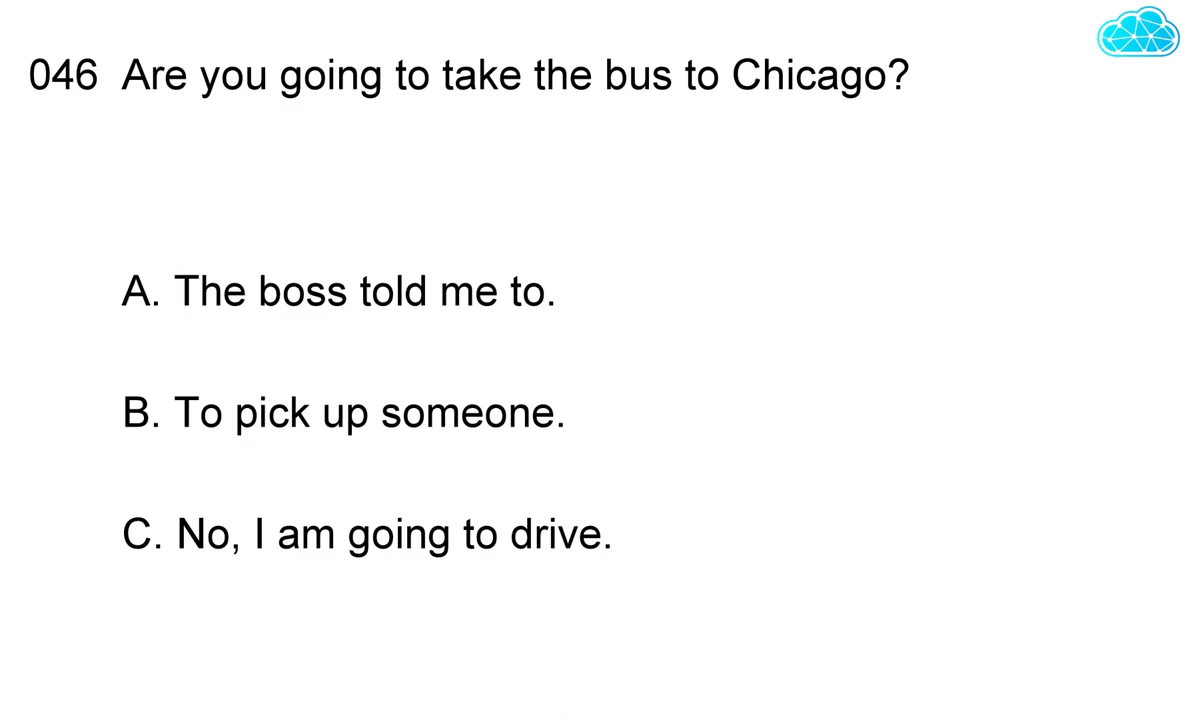 046 Are you going to take the bus to Chicago?
A. The boss told me to.
B. To pick up someone.
C. No, I am going to drive.